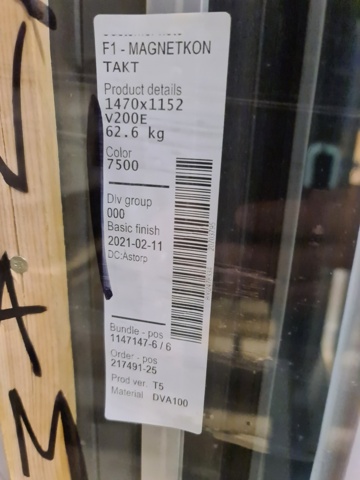 F1 - MAGNETKON
TAKT
Product details
1470x1152
V200E
62.6 kg
Color
7500
Div group
000
Basic finish
2021-02-11
DC:Astorp
Bundle - pos
1147147-6 / 6
Order - pos
217491-25
Prod ver. T5
Material DVA100
A
M